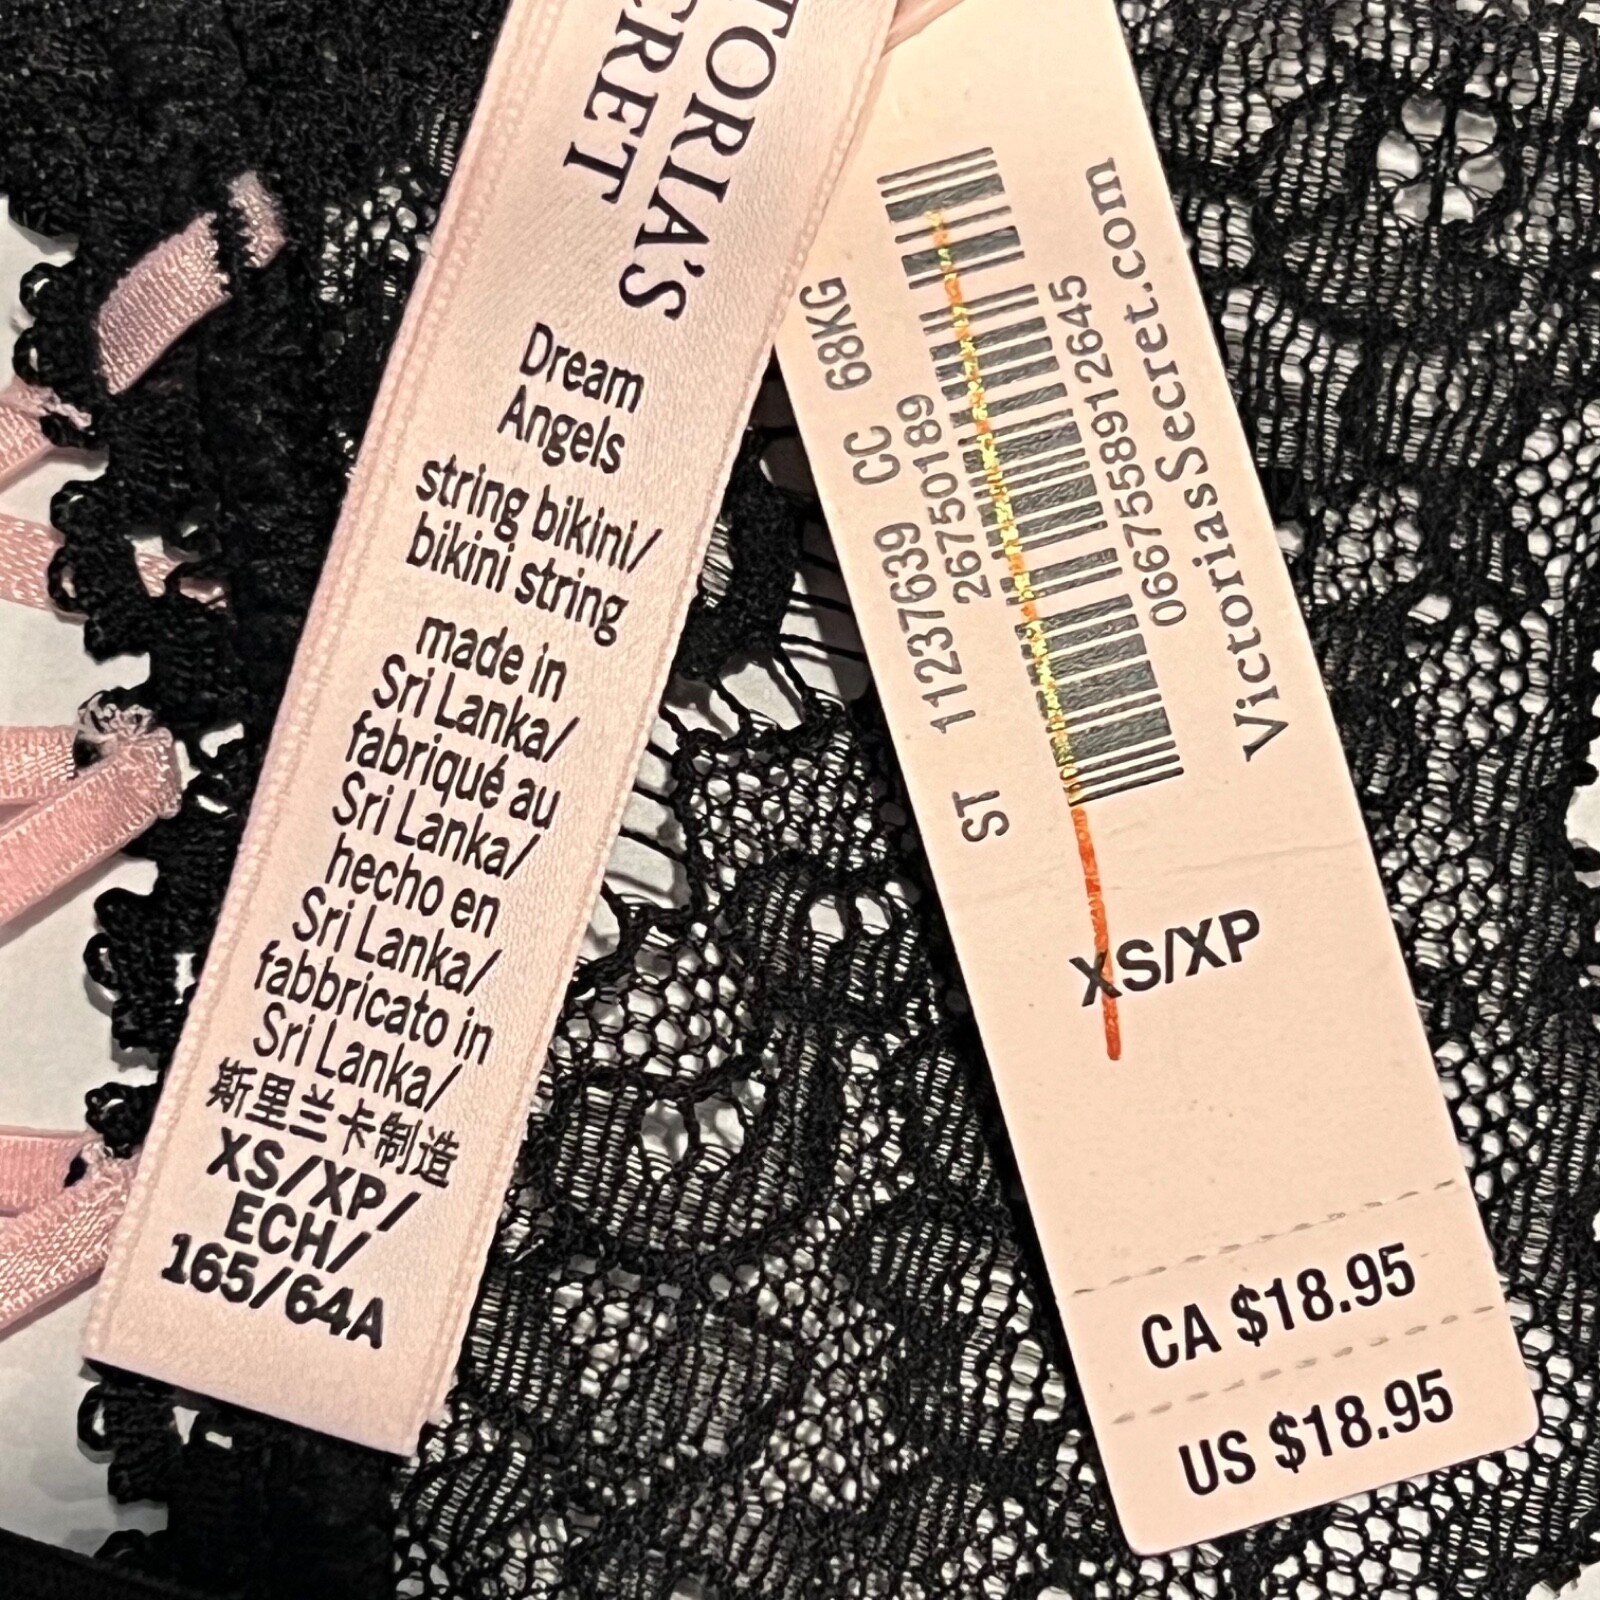 TORIA'S
CRET
Dream
Angels
string bikini/
bikini string
made in
Sri Lanka/
fabriqué au
Sri Lanka/
hecho en
Sri Lanka/
fabbricato in
Sri Lanka/
斯里兰卡制造
XS/XP/
ECH/
165/64A
ST 11237639 CC 68KG
26750189
0667558912645
VictoriasSecret.com
XS/XP
CA $18.95
US $18.95